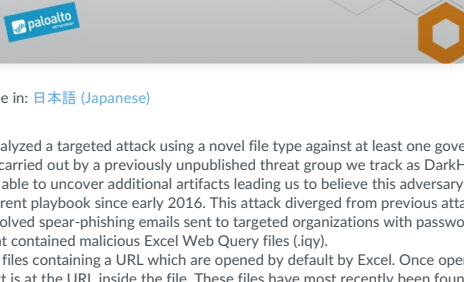 paloalto
e in: 日本語 (Japanese)
alyzed a targeted attack using a novel file type against at least one gove
carried out by a previously unpublished threat group we track as DarkH
able to uncover additional artifacts leading us to believe this adversary
rent playbook since early 2016. This attack diverged from previous atta
olved spear-phishing emails sent to targeted organizations with passwo
t contained malicious Excel Web Query files (.iqy).
files containing a URL which are opened by default by Excel. Once ope
t is at the URL inside the file. These files have most recently been foun